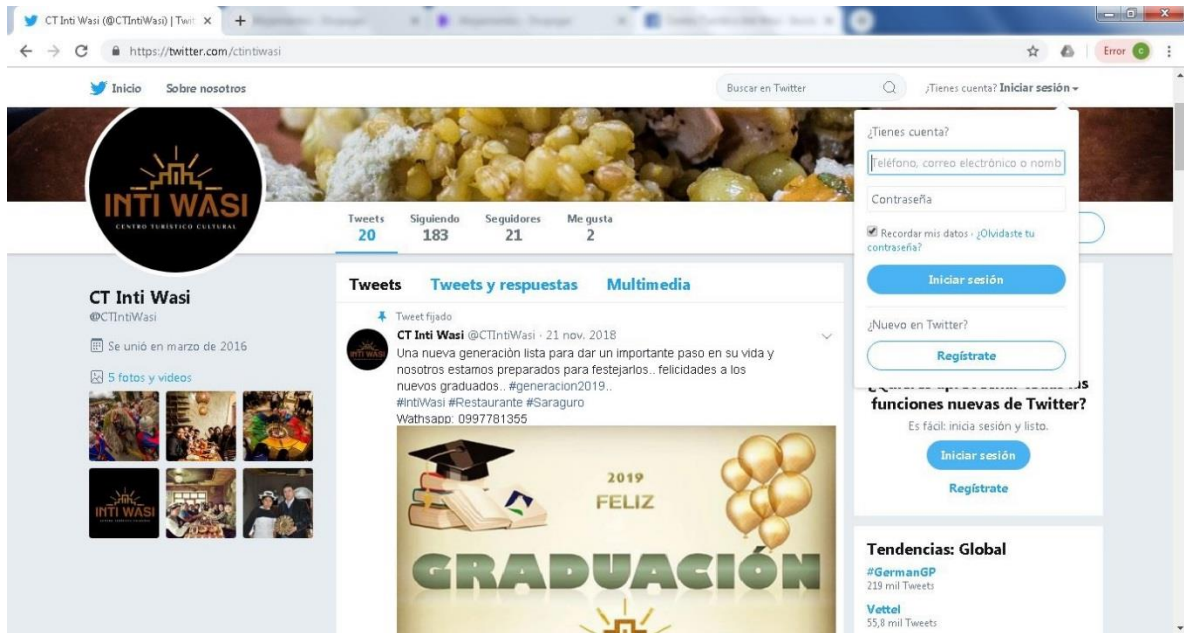 CT Inti Wasi (@CTIntiWasi) | Twit
https://twitter.com/ctintiwasi
Error
c
Inicio Sobre nosotros
Buscar en Twitter
¿Tienes cuenta? Iniciar sesión
INTI WASI
CENTRO TURÍSTICO CULTURAL
Tweets Siguiendo Seguidores Me gusta
20 183 21 2
¿Tienes cuenta?
Teléfono, correo electrónico o nomb
Contraseña
Recordar mis datos · ¿Olvidaste tu
contraseña?
Iniciar sesión
¿Nuevo en Twitter?
Regístrate
CT Inti Wasi
@CTIntiWasi
Se unió en marzo de 2016
5 fotos y videos
INTI WASI
Tweets Tweets y respuestas Multimedia
Tweet fijado
INTI WASI
CT Inti Wasi @CTIntiWasi · 21 nov. 2018
Una nueva generación lista para dar un importante paso en su vida y
nosotros estamos preparados para festejarlos.. felicidades a los
nuevos graduados.. #generacion2019..
#IntiWasi #Restaurante #Saraguro
Wathsapp: 0997781355
2019
FELIZ
GRADUACIÓN
funciones nuevas de Twitter?
Es fácil: inicia sesión y listo.
Iniciar sesión
Regístrate
Tendencias: Global
#GermanGP
219 mil Tweets
Vettel
55,8 mil Tweets